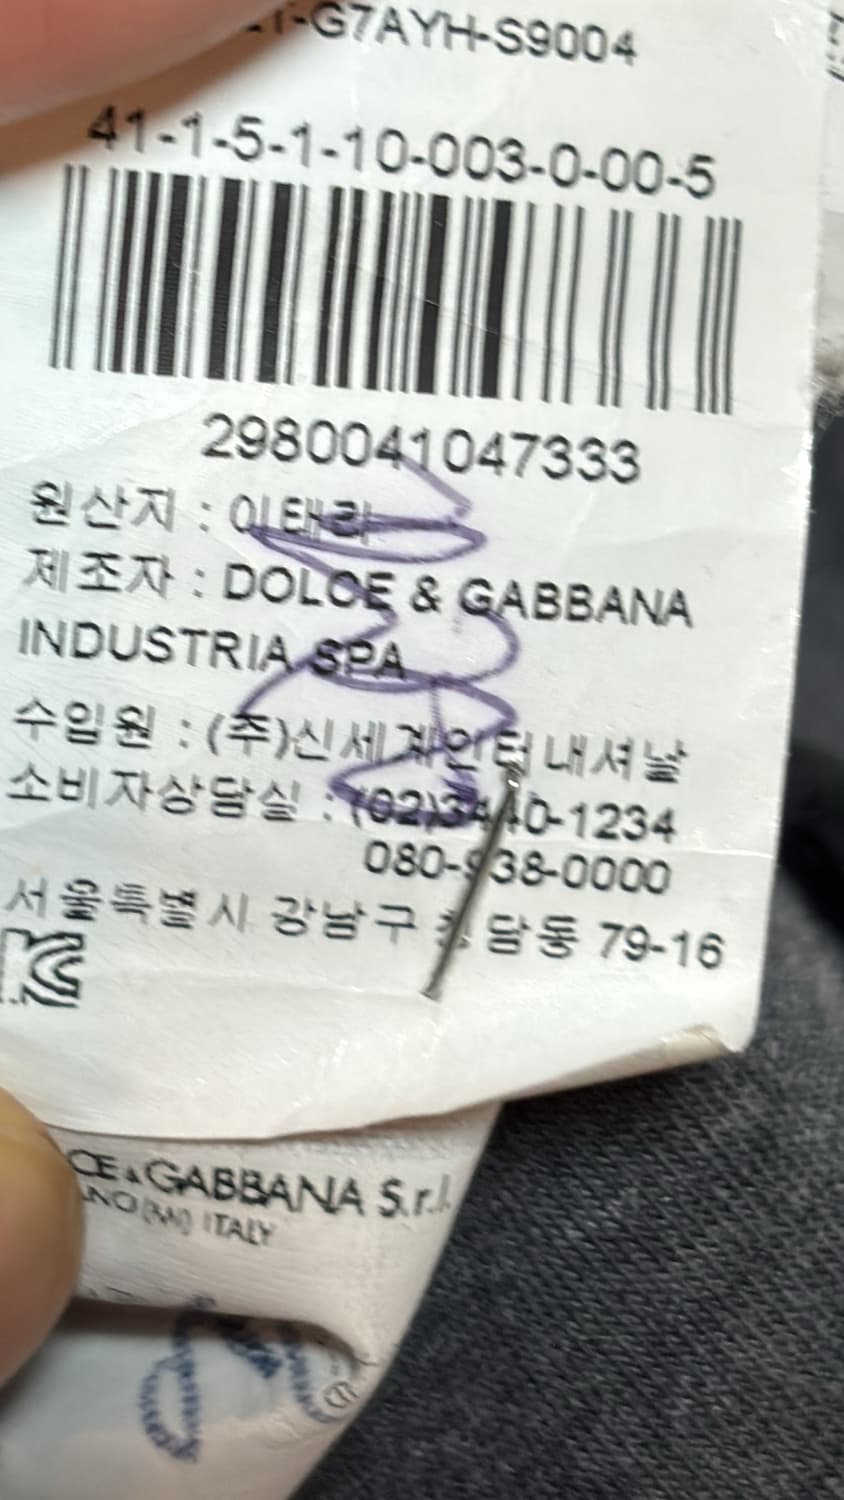 T-G7AYH-S9004
41-1-5-1-10-003-0-00-5
2980041047333
원산지 : 이태리
제조자 : DOLCE & GABBANA
INDUSTRIA SPA
수입원 : (주)신세계인터내셔날
소비자상담실 : (02)3440-1234
080-938-0000
서울특별시 강남구 청담동 79-16
CE & GABBANA S.r.l.
ANO (MI) ITALY